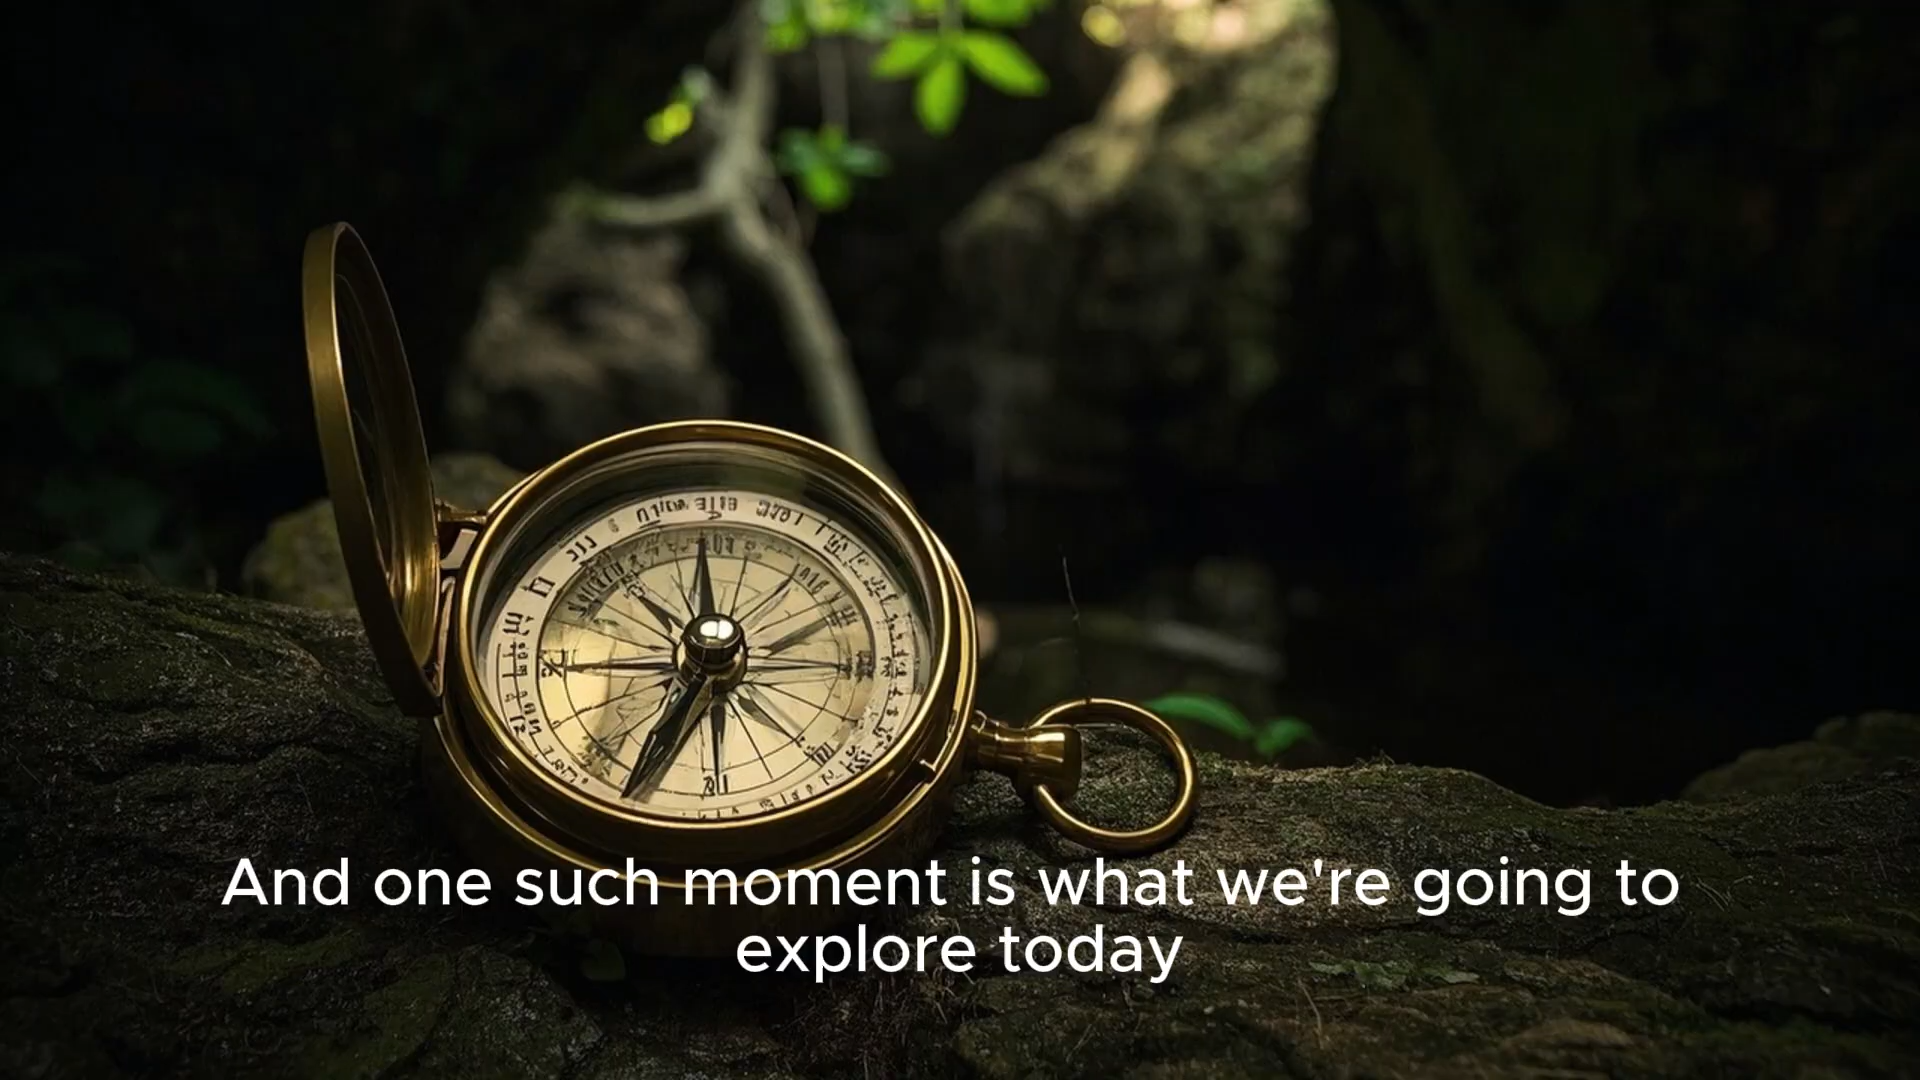 And one such moment is what we're going to
explore today